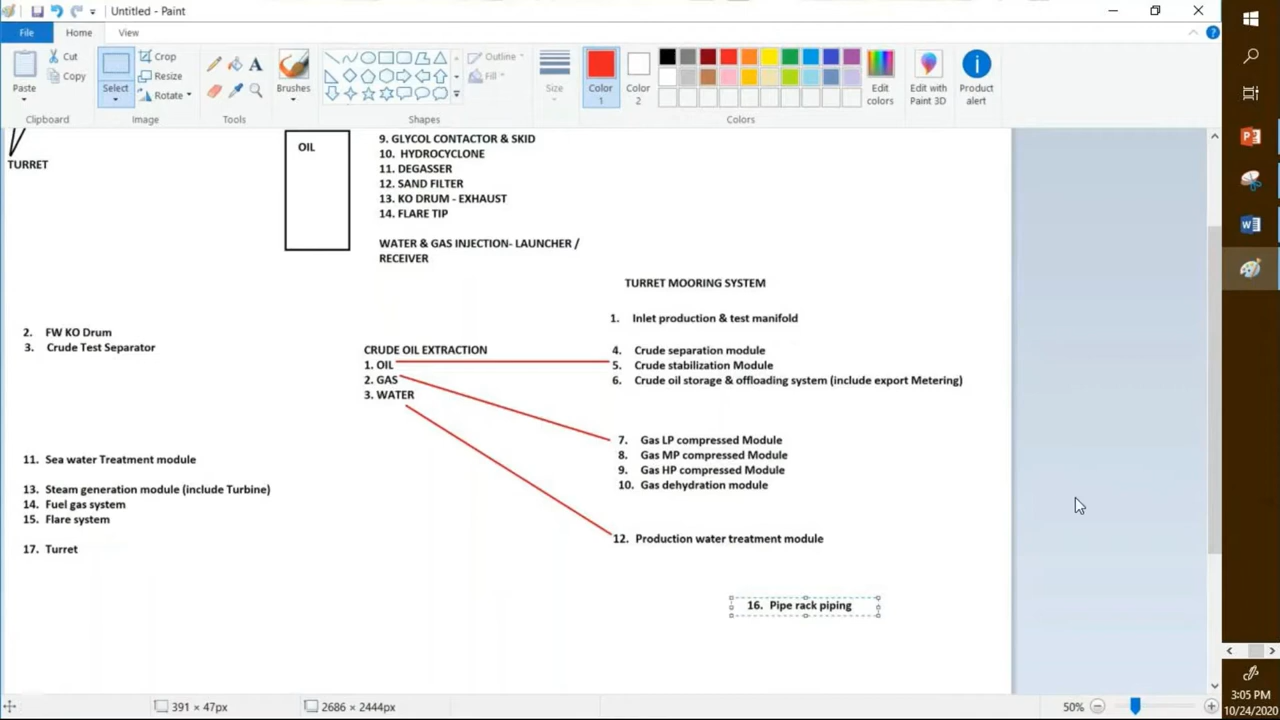 Untitled - Paint
File
Home
View
Paste
Cut
Copy
Clipboard
Select
Crop
Resize
Rotate
Image
A
Tools
Brushes
Outline
Fill
Shapes
Size
Color
1
Color
2
Edit
colors
Colors
Edit with
Paint 3D
Product
alert
TURRET
OIL
9. GLYCOL CONTACTOR & SKID
10. HYDROCYCLONE
11. DEGASSER
12. SAND FILTER
13. KO DRUM - EXHAUST
14. FLARE TIP
WATER & GAS INJECTION- LAUNCHER /
RECEIVER
TURRET MOORING SYSTEM
1. Inlet production & test manifold
2. FW KO Drum
3. Crude Test Separator
CRUDE OIL EXTRACTION
1. OIL
2. GAS
3. WATER
4. Crude separation module
5. Crude stabilization Module
6. Crude oil storage & offloading system (include export Metering)
7. Gas LP compressed Module
8. Gas MP compressed Module
9. Gas HP compressed Module
10. Gas dehydration module
11. Sea water Treatment module
13. Steam generation module (include Turbine)
14. Fuel gas system
15. Flare system
17. Turret
12. Production water treatment module
16. Pipe rack piping
391 × 47px
2686 × 2444px
50%
3:05 PM
10/24/2020